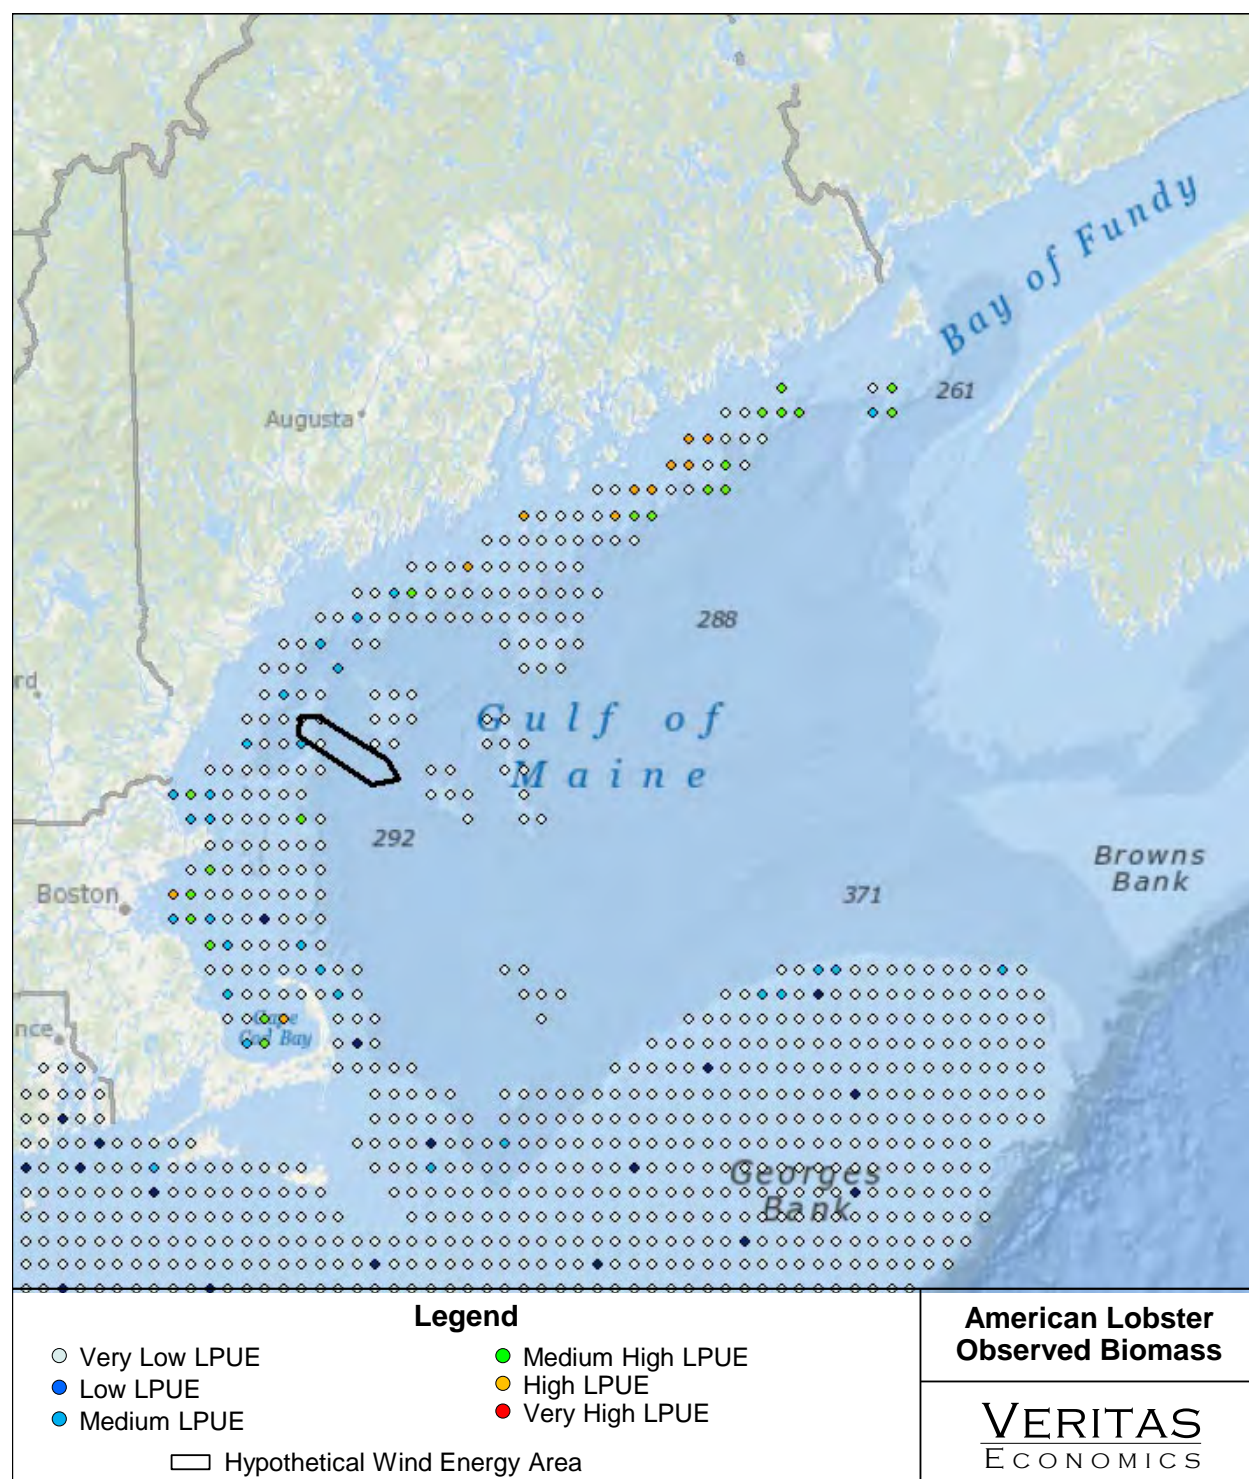 Bay of Fundy
261
Augusta
288
rd
Gulf of
Maine
292
Browns
Bank
Boston
371
nce
Cape
Cod Bay
Georges
Bank
Legend
Very Low LPUE
Low LPUE
Medium LPUE
Medium High LPUE
High LPUE
Very High LPUE
Hypothetical Wind Energy Area
American Lobster
Observed Biomass
VERITAS
ECONOMICS